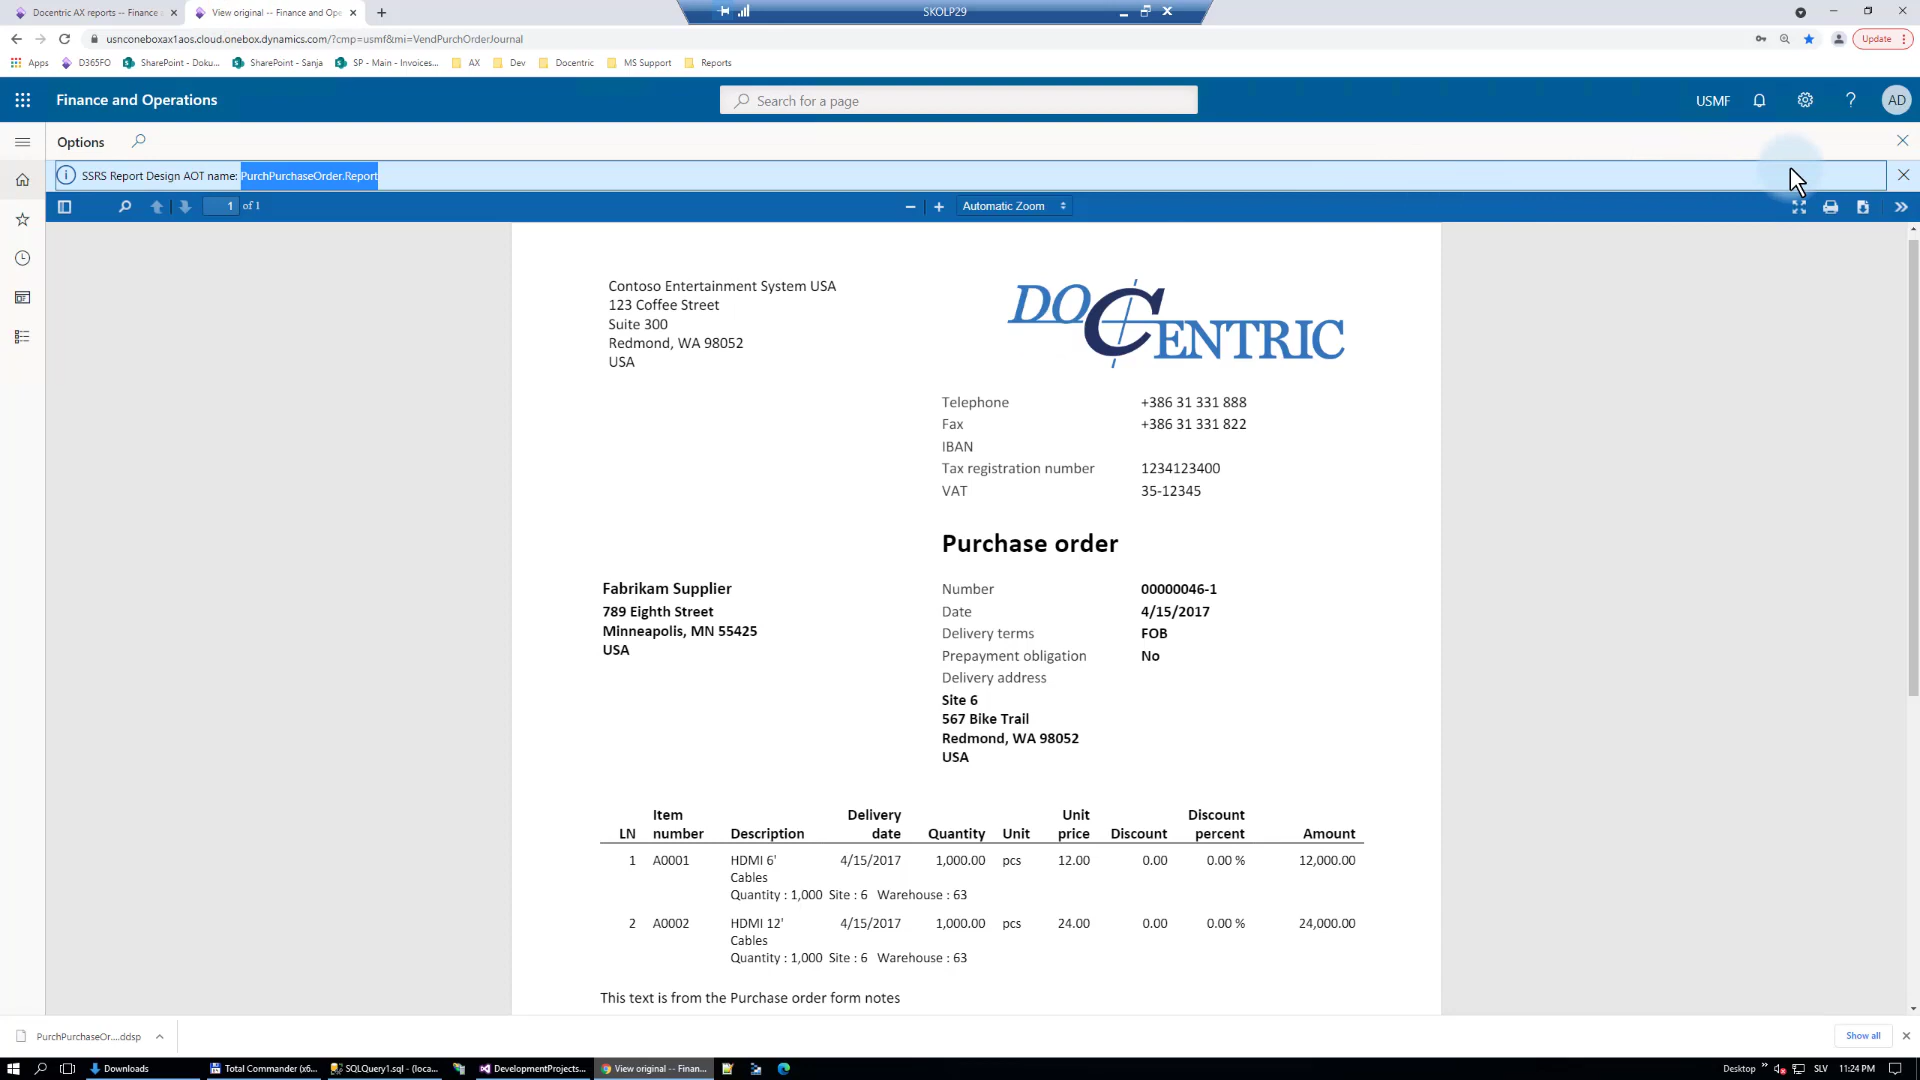 Docentric AX reports -- Finance
View original -- Finance and Ope
SKOLP29
usnconeboxax1aos.cloud.onebox.dynamics.com/?cmp=usmf&mi=VendPurchOrderJournal
Update
Apps
D365FO
SharePoint - Doku...
SharePoint - Sanja
SP - Main - Invoices...
AX
Dev
Docentric
MS Support
Reports
Finance and Operations
Search for a page
USMF
?
AD
Options
SSRS Report Design AOT name: PurchPurchaseOrder.Report
1 of 1
Automatic Zoom
Contoso Entertainment System USA
123 Coffee Street
Suite 300
Redmond, WA 98052
USA
DOCENTRIC
Telephone +386 31 331 888
Fax +386 31 331 822
IBAN
Tax registration number 1234123400
VAT 35-12345
Purchase order
Fabrikam Supplier
789 Eighth Street
Minneapolis, MN 55425
USA
Number 00000046-1
Date 4/15/2017
Delivery terms FOB
Prepayment obligation No
Delivery address
Site 6
567 Bike Trail
Redmond, WA 98052
USA
Item Delivery Unit Discount
LN number Description date Quantity Unit price Discount percent Amount
1 A0001 HDMI 6' 4/15/2017 1,000.00 pcs 12.00 0.00 0.00 % 12,000.00
Cables
Quantity : 1,000 Site : 6 Warehouse : 63
2 A0002 HDMI 12' 4/15/2017 1,000.00 pcs 24.00 0.00 0.00 % 24,000.00
Cables
Quantity : 1,000 Site : 6 Warehouse : 63
This text is from the Purchase order form notes
PurchPurchaseOr....ddsp
Show all
Downloads
Total Commander (x6...
SQLQuery1.sql - (loca...
DevelopmentProjects...
View original -- Finan...
Desktop
SLV
11:24 PM